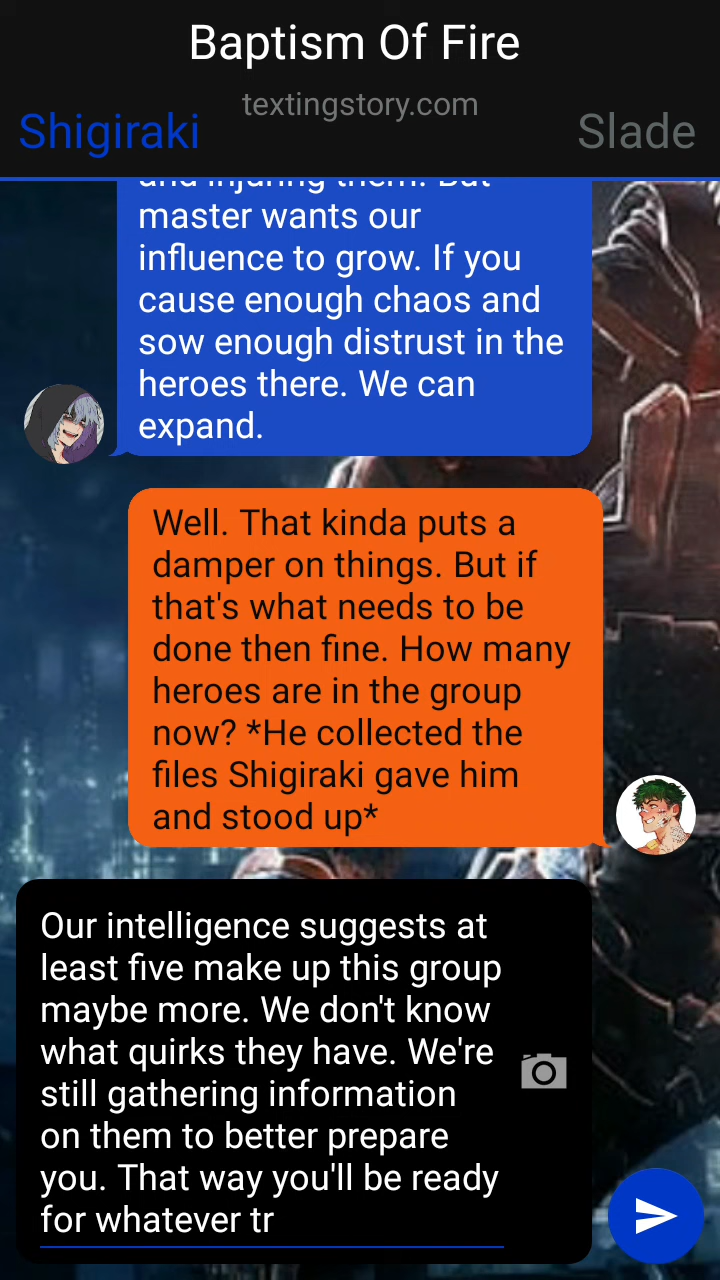 Baptism Of Fire
textingstory.com
Shigiraki
Slade
and injuring them. But
master wants our
influence to grow. If you
cause enough chaos and
sow enough distrust in the
heroes there. We can
expand.
Well. That kinda puts a
damper on things. But if
that's what needs to be
done then fine. How many
heroes are in the group
now? *He collected the
files Shigiraki gave him
and stood up*
Our intelligence suggests at
least five make up this group
maybe more. We don't know
what quirks they have. We're
still gathering information
on them to better prepare
you. That way you'll be ready
for whatever tr